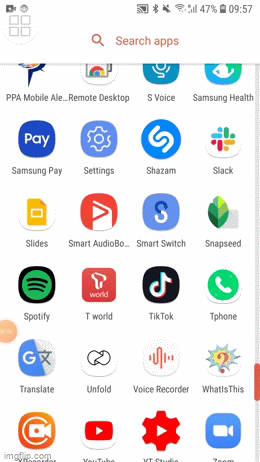 47% 09:57
Search apps
PPA Mobile Ale... Remote Desktop S Voice Samsung Health
Pay
Samsung Pay Settings Shazam Slack
Slides Smart AudioBo... Smart Switch Snapseed
T world
Spotify T world TikTok Tphone
G
Translate Unfold Voice Recorder WhatIsThis
XRecorder YouTube YT Studio Zoom
imgflip.com